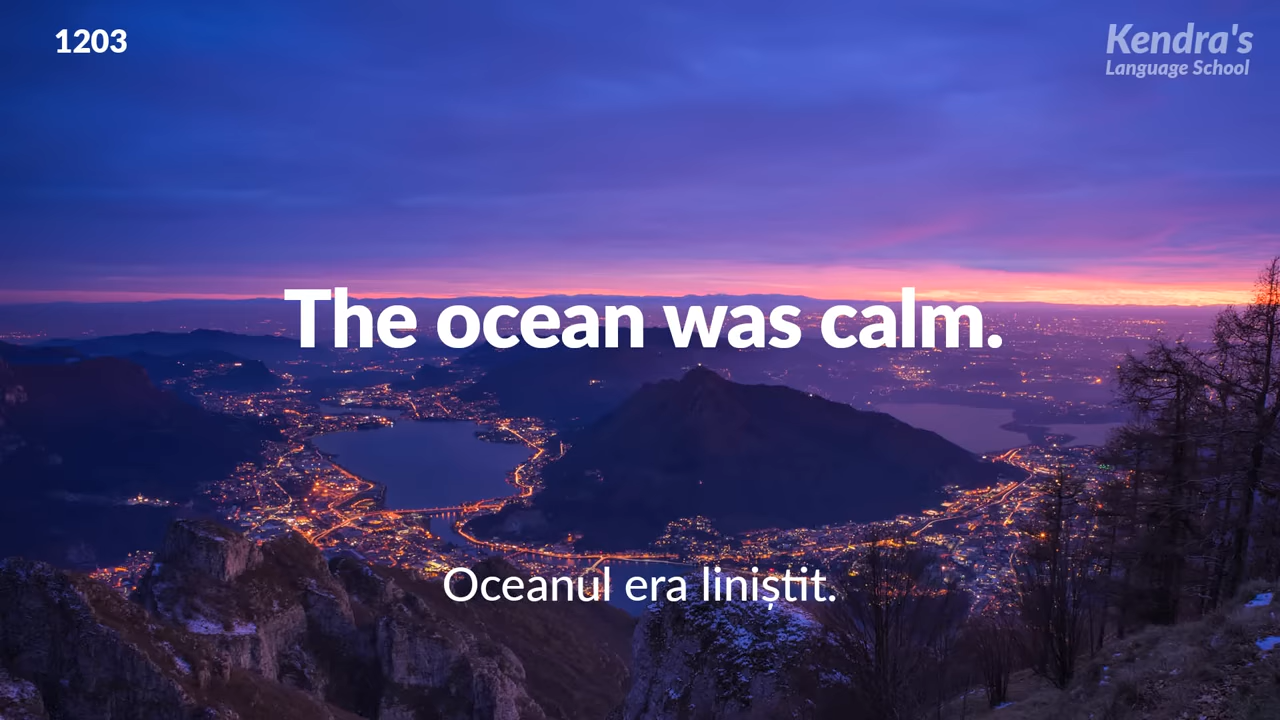 1203
Kendra's
Language School
The ocean was calm.
Oceanul era liniștit.